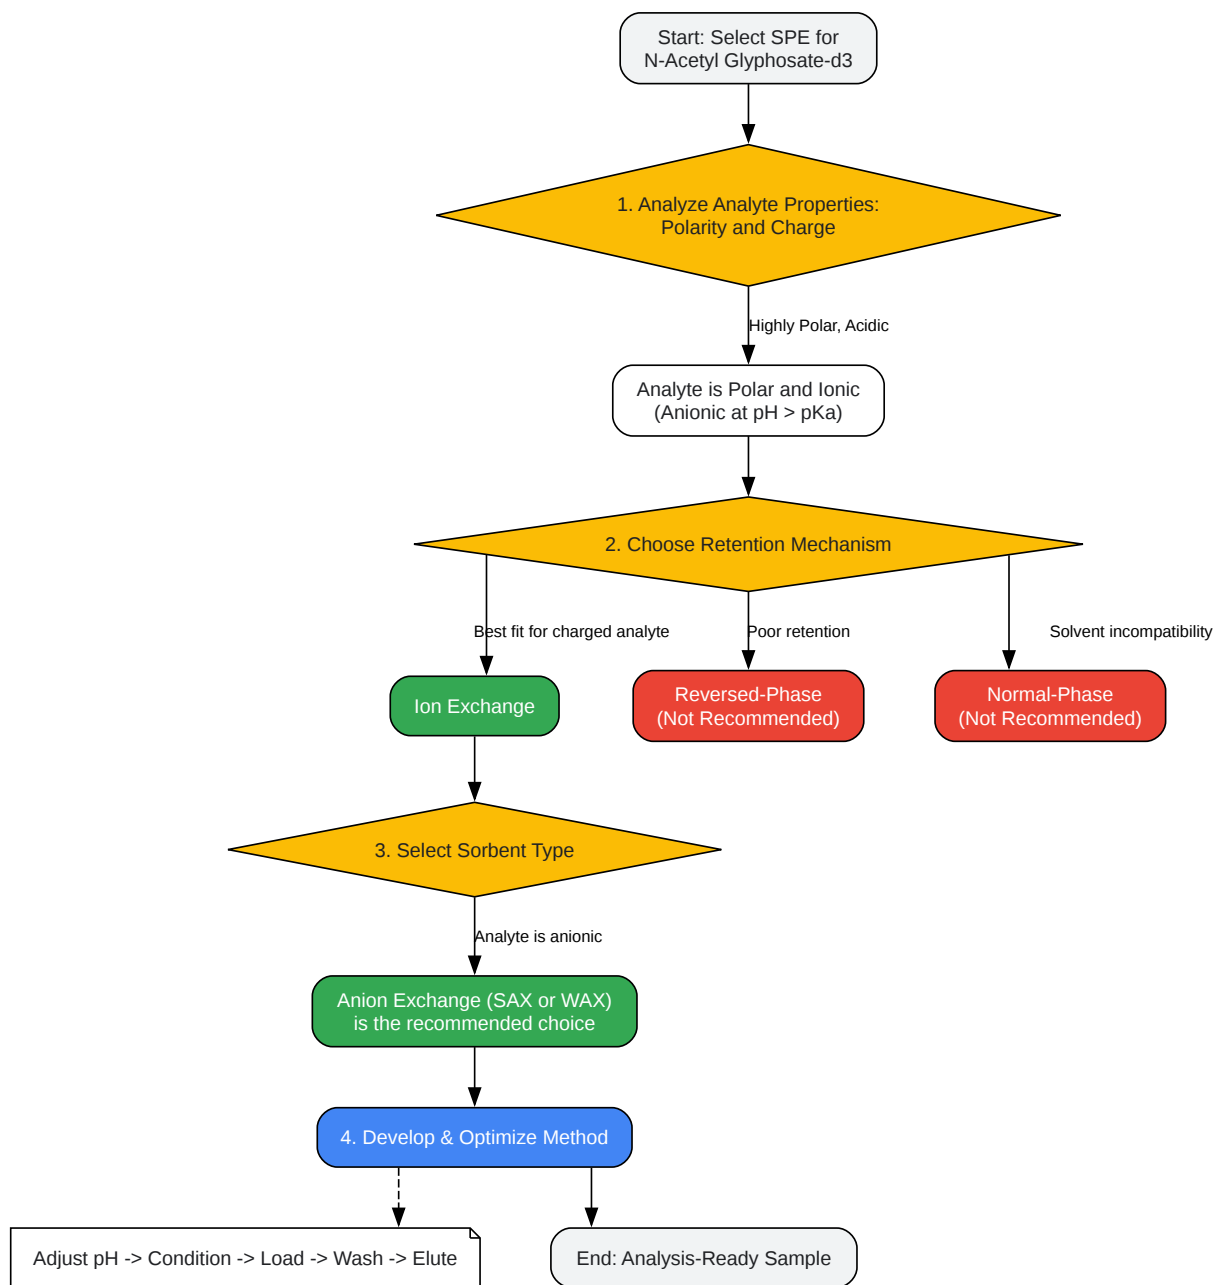 Start: Select SPE for
N-Acetyl Glyphosate-d3
1. Analyze Analyte Properties:
Polarity and Charge
Highly Polar, Acidic
Analyte is Polar and Ionic
(Anionic at pH > pKa)
2. Choose Retention Mechanism
Best fit for charged analyte
Poor retention
Solvent incompatibility
Ion Exchange
Reversed-Phase
(Not Recommended)
Normal-Phase
(Not Recommended)
3. Select Sorbent Type
Analyte is anionic
Anion Exchange (SAX or WAX)
is the recommended choice
4. Develop & Optimize Method
Adjust pH -> Condition -> Load -> Wash -> Elute
End: Analysis-Ready Sample